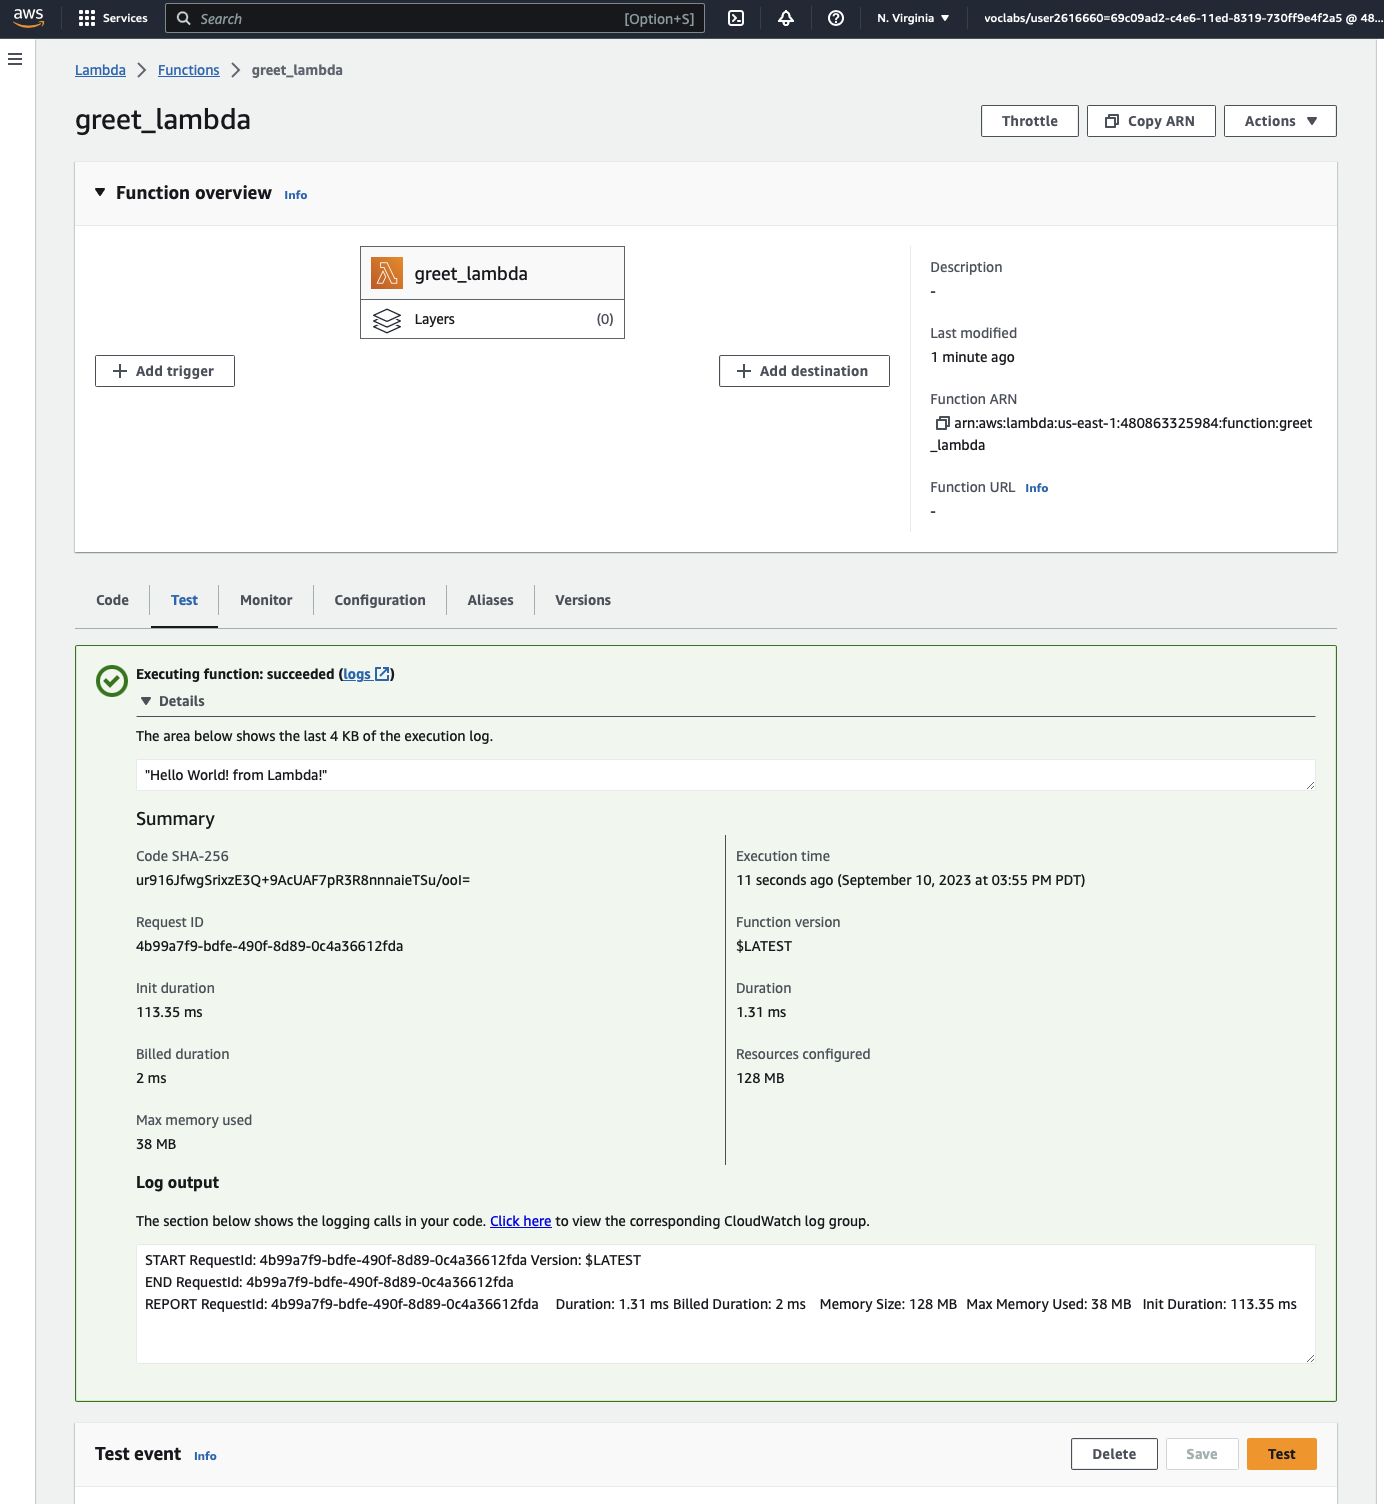 aws Services Search [Option+S] N. Virginia voclabs/user2616660=69c09ad2-c4e6-11ed-8319-730ff9e4f2a5 @ 48...
Lambda Functions greet_lambda
greet_lambda
Throttle Copy ARN Actions
Function overview Info
greet_lambda
Layers (0)
Add trigger
Add destination
Description
-
Last modified
1 minute ago
Function ARN
arn:aws:lambda:us-east-1:480863325984:function:greet
_lambda
Function URL Info
-
Code Test Monitor Configuration Aliases Versions
Executing function: succeeded (logs)
Details
The area below shows the last 4 KB of the execution log.
"Hello World! from Lambda!"
Summary
Code SHA-256
ur916JfwgSrixzE3Q+9AcUAF7pR3R8nnnaieTSu/ooI=
Request ID
4b99a7f9-bdfe-490f-8d89-0c4a36612fda
Init duration
113.35 ms
Billed duration
2 ms
Max memory used
38 MB
Execution time
11 seconds ago (September 10, 2023 at 03:55 PM PDT)
Function version
$LATEST
Duration
1.31 ms
Resources configured
128 MB
Log output
The section below shows the logging calls in your code. Click here to view the corresponding CloudWatch log group.
START RequestId: 4b99a7f9-bdfe-490f-8d89-0c4a36612fda Version: $LATEST
END RequestId: 4b99a7f9-bdfe-490f-8d89-0c4a36612fda
REPORT RequestId: 4b99a7f9-bdfe-490f-8d89-0c4a36612fda Duration: 1.31 ms Billed Duration: 2 ms Memory Size: 128 MB Max Memory Used: 38 MB Init Duration: 113.35 ms
Test event Info
Delete Save Test